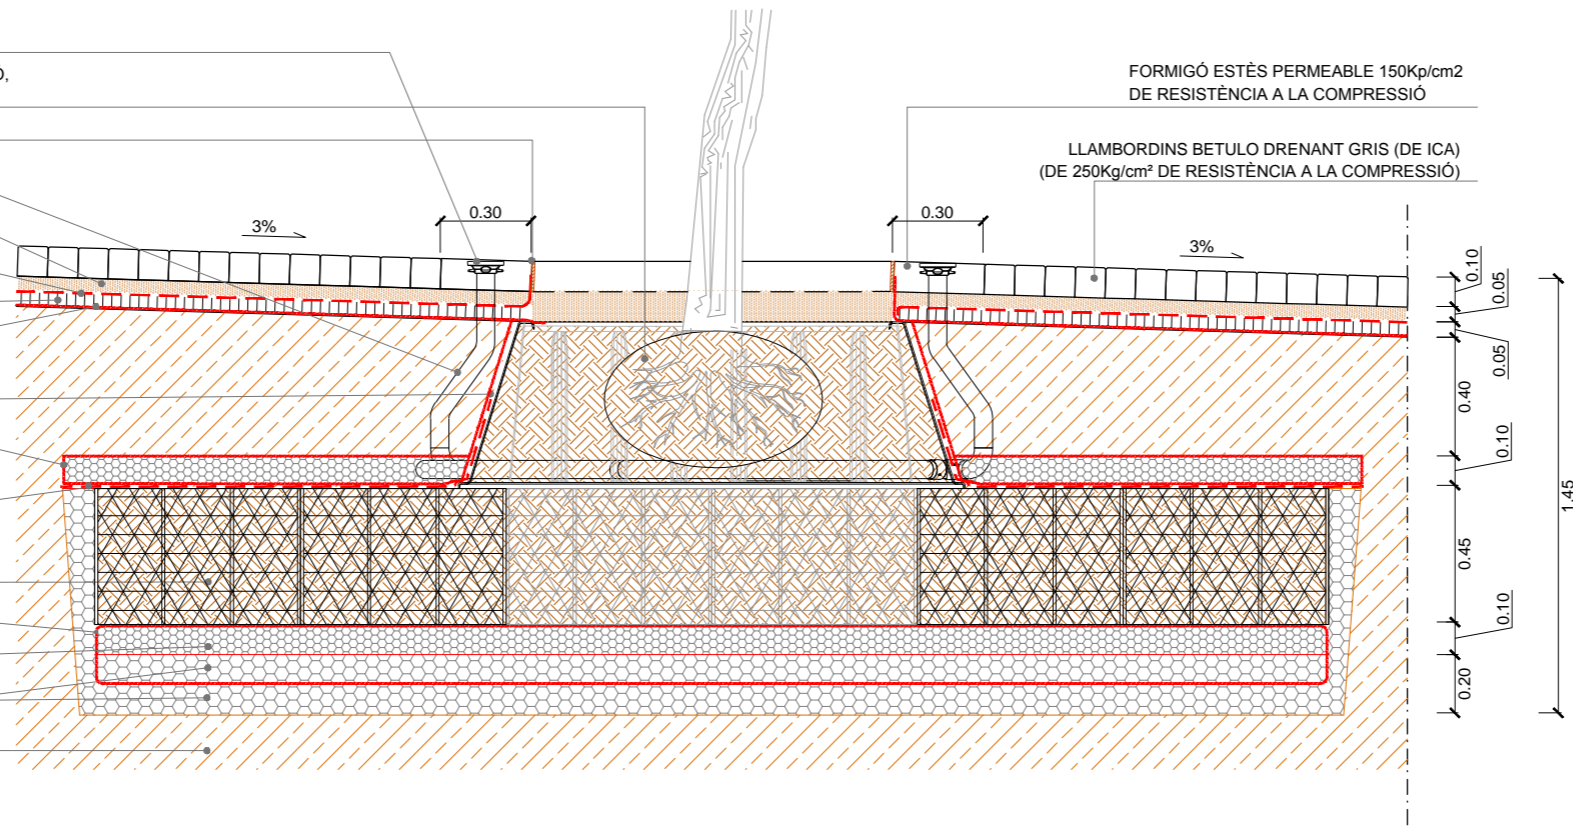 Ó,
FORMIGÓ ESTÈS PERMEABLE 150Kp/cm2
DE RESISTÈNCIA A LA COMPRESSIÓ
LLAMBORDINS BETULO DRENANT GRIS (DE ICA)
(DE 250Kg/cm² DE RESISTÈNCIA A LA COMPRESSIÓ)
0.30
0.30
3%
3%
0.10
0.05
0.05
0.40
0.10
1.45
0.45
0.10
0.20